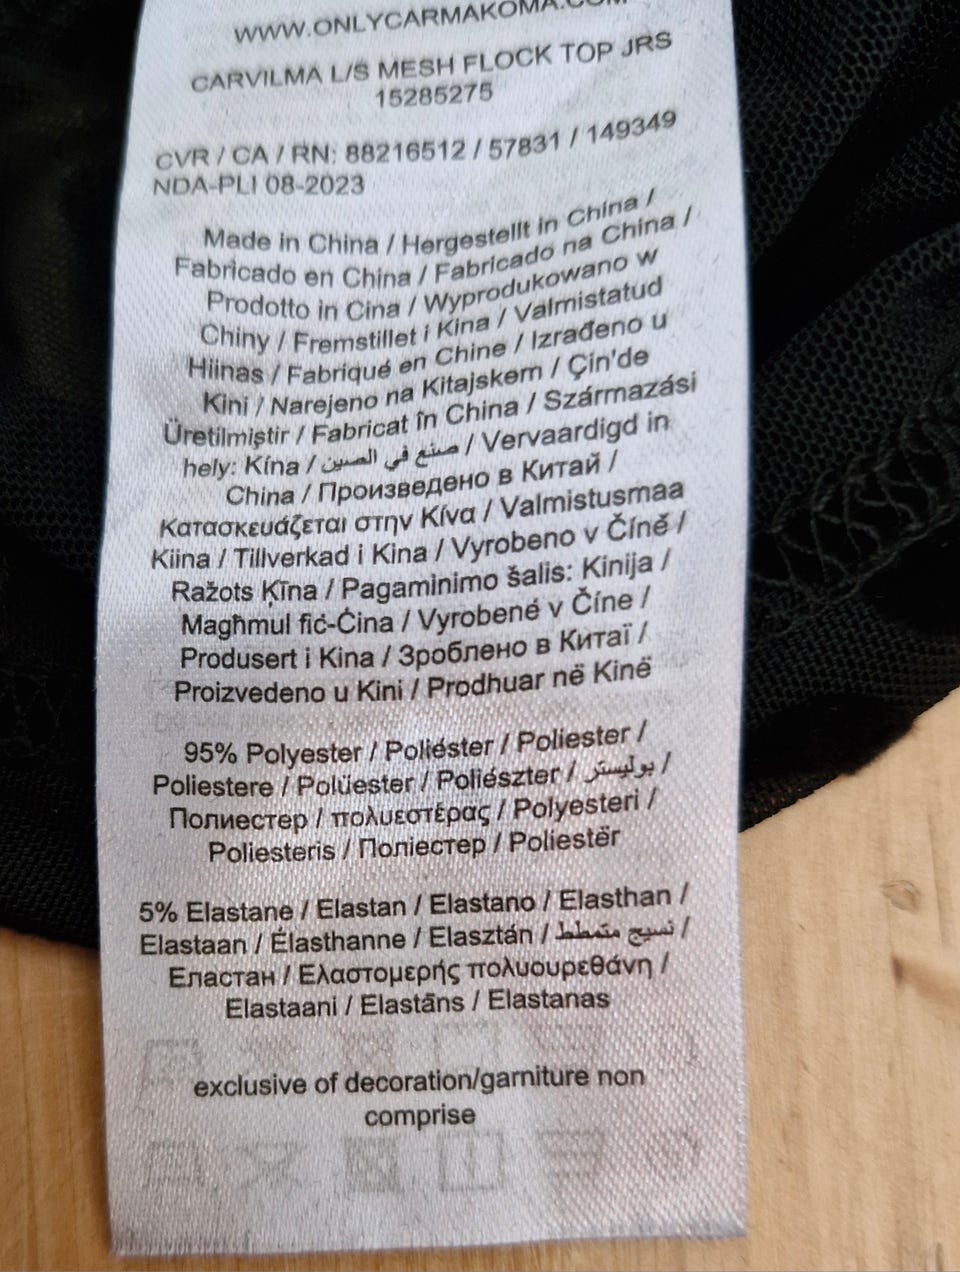 WWW.ONLYCARMAKOMA.COM
CARVILMA L/S MESH FLOCK TOP JRS
15285275
CVR / CA / RN: 88216512 / 57831 / 149349
NDA-PLI 08-2023
Made in China / Hergestellt in China /
Fabricado en China / Fabricado na China /
Prodotto in Cina / Wyprodukowano w
Chiny / Fremstillet i Kina / Valmistatud
Hiinas / Fabriqué en Chine / Izrađeno u
Kini / Narejeno na Kitajskem / Çin'de
Üretilmiştir / Fabricat în China / Származási
hely: Kína / صنع في الصين / Vervaardigd in
China / Произведено в Китай /
Κατασκευάζεται στην Κίνα / Valmistusmaa
Kiina / Tillverkad i Kina / Vyrobeno v Číně /
Ražots Ķīna / Pagaminimo šalis: Kinija /
Magħmul fiċ-Ċina / Vyrobené v Číne /
Produsert i Kina / Зроблено в Китаї /
Proizvedeno u Kini / Prodhuar në Kinë
95% Polyester / Poliéster / Poliester /
Poliestere / Polüester / Poliészter / بوليستر /
Полиестер / πολυεστέρας / Polyesteri /
Poliesteris / Поліестер / Poliestër
5% Elastane / Elastan / Elastano / Elasthan /
Elastaan / Élasthanne / Elasztán / نسيج متمطط /
Еластан / Ελαστομερής πολυουρεθάνη /
Elastaani / Elastāns / Elastanas
exclusive of decoration/garniture non
comprise